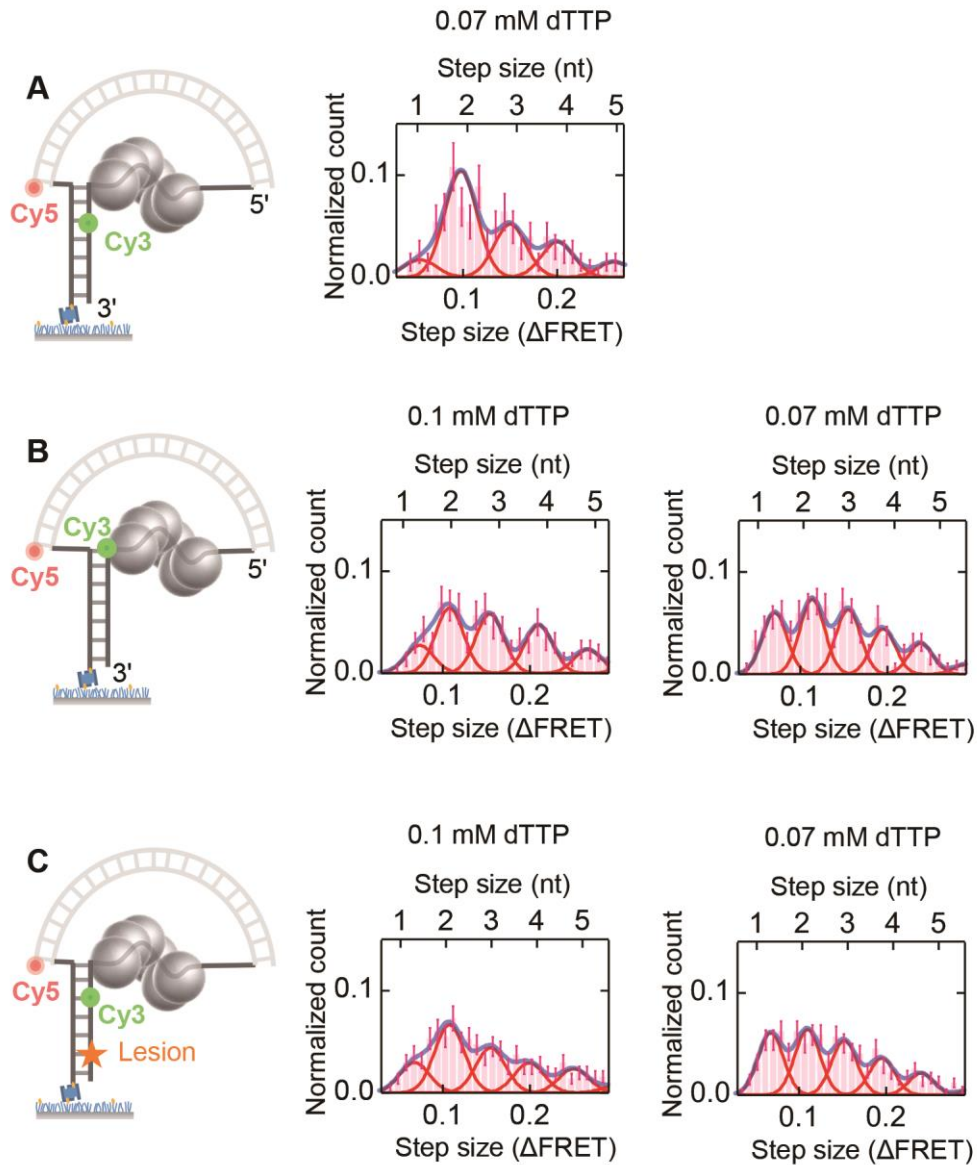 0.07 mM dTTP
Step size (nt)
A
1 2 3 4 5
Normalized count
0.1
0.0
Cy5
Cy3
5'
3'
0.1 0.2
Step size (ΔFRET)
0.1 mM dTTP
0.07 mM dTTP
B
Step size (nt)
Step size (nt)
1 2 3 4 5
1 2 3 4 5
Cy3
Cy5
5'
3'
Normalized count
0.1
0.0
Normalized count
0.1
0.0
0.1 0.2
0.1 0.2
Step size (ΔFRET)
Step size (ΔFRET)
0.1 mM dTTP
0.07 mM dTTP
C
Step size (nt)
Step size (nt)
1 2 3 4 5
1 2 3 4 5
Cy5
Cy3
Lesion
Normalized count
0.1
0.0
Normalized count
0.1
0.0
0.1 0.2
0.1 0.2
Step size (ΔFRET)
Step size (ΔFRET)